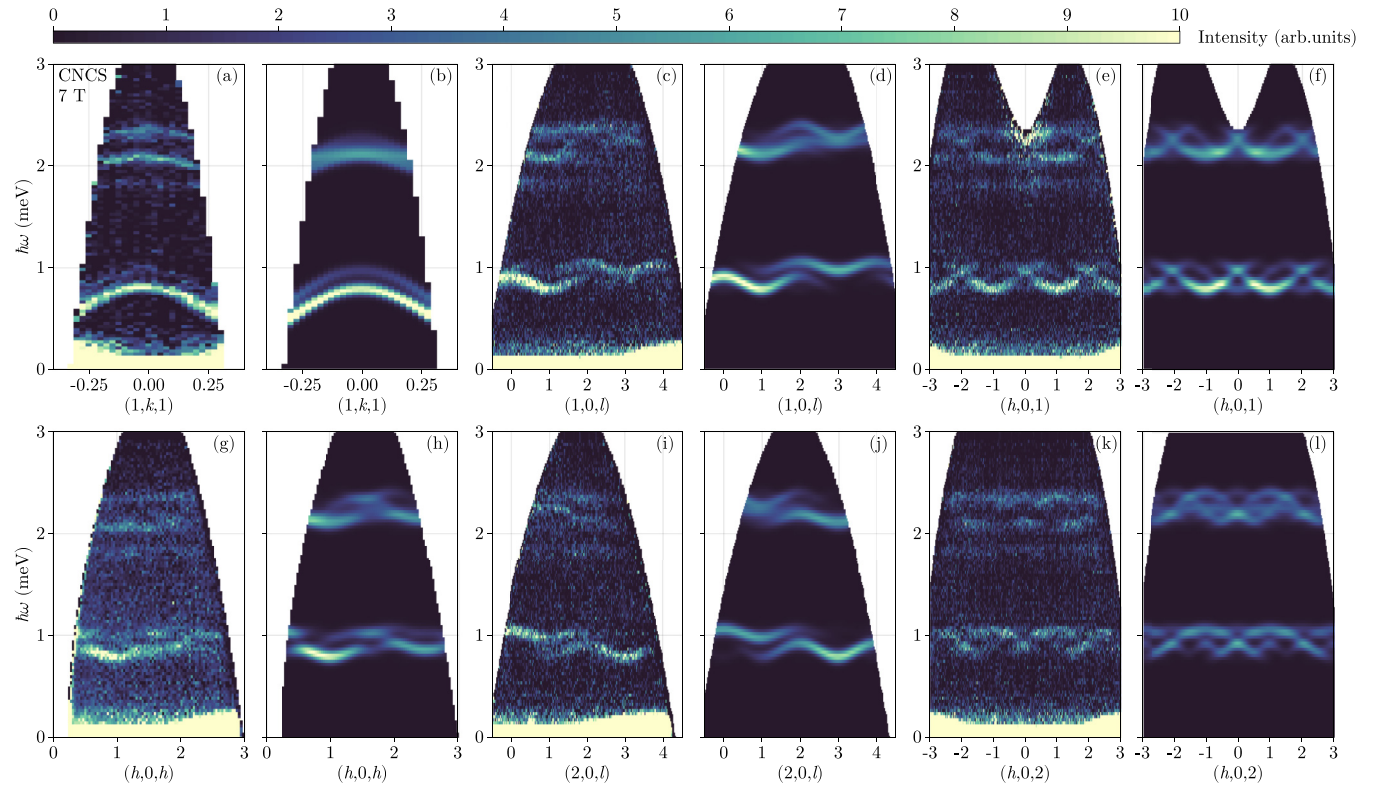 0 1 2 3 4 5 6 7 8 9 10
Intensity (arb.units)
CNCS
7 T
(a) (b) (c) (d) (e) (f)
3
2
1
0
ħω (meV)
-0.25 0.00 0.25
(1,k,1)
-0.25 0.00 0.25
(1,k,1)
0 1 2 3 4
(1,0,l)
0 1 2 3 4
(1,0,l)
-3 -2 -1 0 1 2 3
(h,0,1)
-3 -2 -1 0 1 2 3
(h,0,1)
(g) (h) (i) (j) (k) (l)
3
2
1
0
ħω (meV)
1 2 3
(h,0,h)
0 1 2 3
(h,0,h)
0 1 2 3 4
(2,0,l)
0 1 2 3 4
(2,0,l)
-3 -2 -1 0 1 2 3
(h,0,2)
-3 -2 -1 0 1 2 3
(h,0,2)